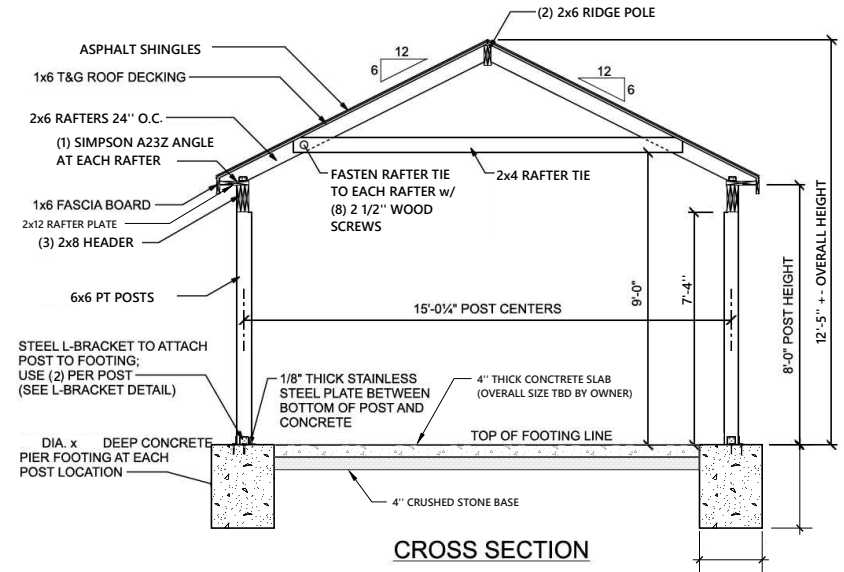 (2) 2x6 RIDGE POLE
ASPHALT SHINGLES
12
6
12
6
1x6 T&G ROOF DECKING
2x6 RAFTERS 24'' O.C.
(1) SIMPSON A23Z ANGLE
AT EACH RAFTER
FASTEN RAFTER TIE
TO EACH RAFTER w/
(8) 2 1/2'' WOOD
SCREWS
2x4 RAFTER TIE
1x6 FASCIA BOARD
2x12 RAFTER PLATE
(3) 2x8 HEADER
6x6 PT POSTS
15'-0¼" POST CENTERS
9'-0"
7'-4''
8'-0" POST HEIGHT
12'-5" +- OVERALL HEIGHT
STEEL L-BRACKET TO ATTACH
POST TO FOOTING;
USE (2) PER POST
(SEE L-BRACKET DETAIL)
1/8" THICK STAINLESS
STEEL PLATE BETWEEN
BOTTOM OF POST AND
CONCRETE
4'' THICK CONCRETE SLAB
(OVERALL SIZE TBD BY OWNER)
TOP OF FOOTING LINE
DIA. x DEEP CONCRETE
PIER FOOTING AT EACH
POST LOCATION
4'' CRUSHED STONE BASE
CROSS SECTION